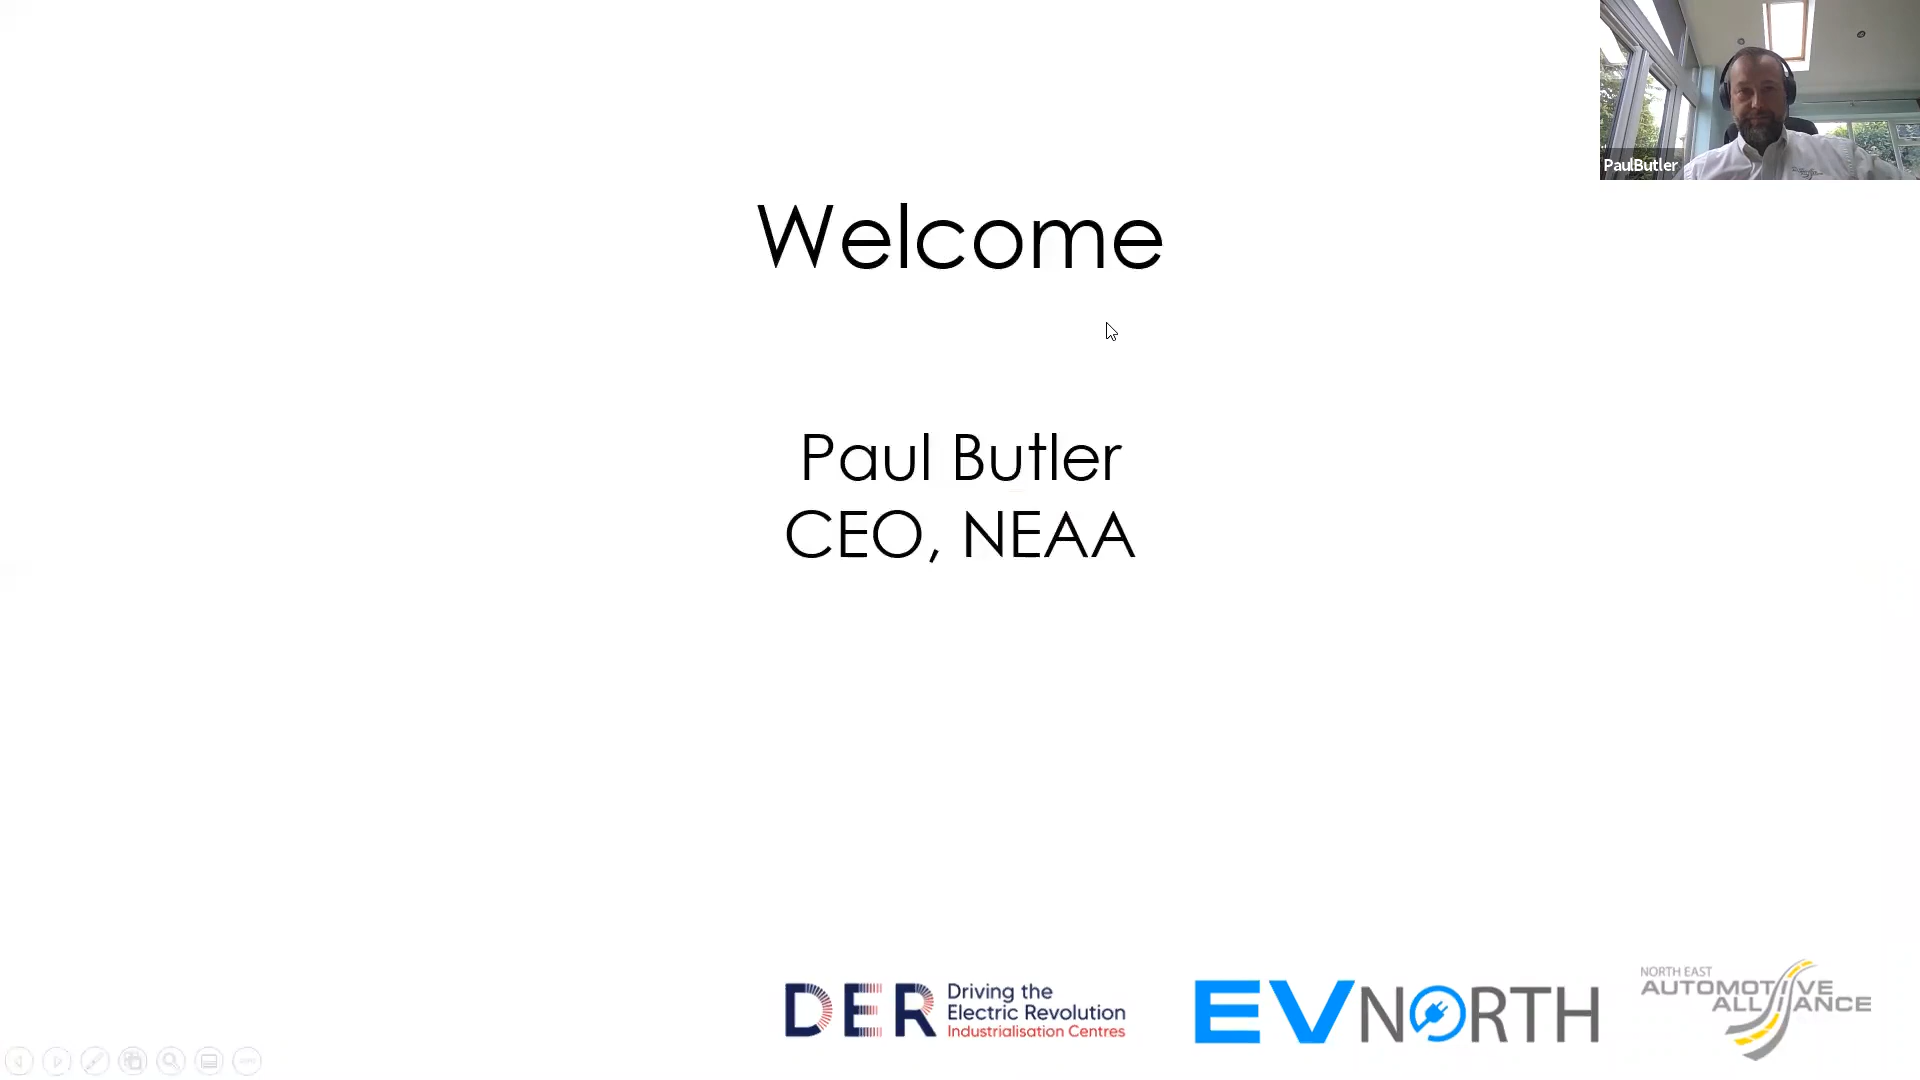 PaulButler
Welcome
Paul Butler
CEO, NEAA
DER
Driving the
Electric Revolution
Industrialisation Centres
EVNORTH
NORTH EAST
AUTOMOTIVE
ALLIANCE